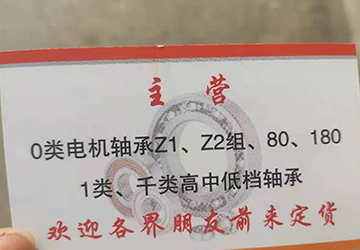 主营
0类电机轴承Z1、Z2组、80、180
1类、千类高中低档轴承
欢迎各界朋友前来定货